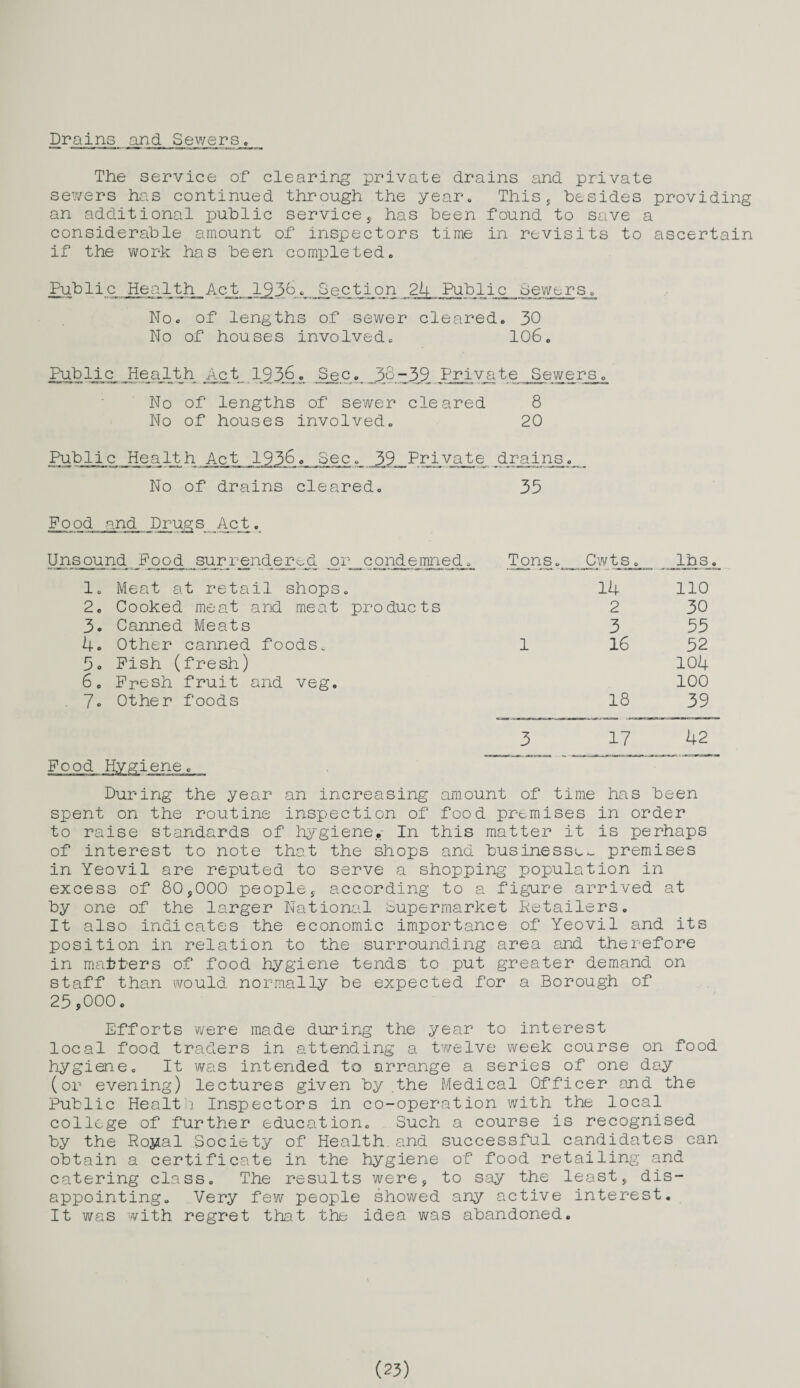 Drains and Sewers.
The service of clearing private drains and private
sewers has continued through the year. This, besides providing
an additional public service, has been found to save a
considerable amount of inspectors time in revisits to ascertain
if the work has been completed.
Public Health Act 1936. Section 24 Public Sewers.
No. of lengths of sewer cleared. 30
No of houses involved. 106.
Public Health Act 1936. Sec. 38-39 Private Sewers.
No of lengths of sewer cleared 8
No of houses involved. 20
Public Health Act 1936. Sec. 39 Private drains.
No of drains cleared. 35
Food and Drugs Act.
Unsound Food surrendered or condemned. Tons. Cwts. lbs.
1. Meat at retail shops. 14 110
2. Cooked meat and meat products 2 30
3. Canned Meats 3 55
4. Other canned foods. 1 16 52
5. Fish (fresh) 104
6. Fresh fruit and veg. 100
7. Other foods 18 39
3 17 42
Food Hygiene.
During the year an increasing amount of time has been
spent on the routine inspection of food premises in order
to raise standards of hygiene. In this matter it is perhaps
of interest to note that the shops and business premises
in Yeovil are reputed to serve a shopping population in
excess of 80,000 people, according to a figure arrived at
by one of the larger National Supermarket Retailers.
It also indicates the economic importance of Yeovil and its
position in relation to the surrounding area and therefore
in matters of food hygiene tends to put greater demand on
staff than would normally be expected for a Borough of
25,000.
Efforts were made during the year to interest
local food traders in attending a twelve week course on food
hygiene. It was intended to arrange a series of one day
(or evening) lectures given by the Medical Officer and the
Public Health Inspectors in co-operation with the local
college of further education. Such a course is recognised
by the Royal Society of Health and successful candidates can
obtain a certificate in the hygiene of food retailing and
catering class. The results were, to say the least, dis-
appointing. Very few people showed any active interest.
It was with regret that the idea was abandoned.
(23)